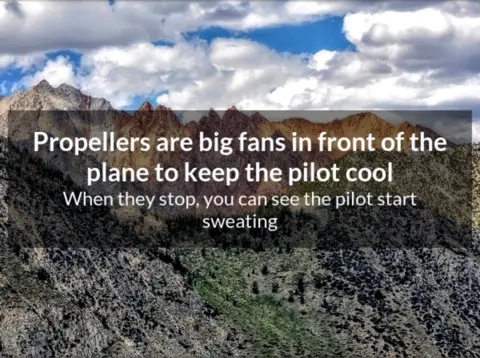 Propellers are big fans in front of the
plane to keep the pilot cool
When they stop, you can see the pilot start
sweating